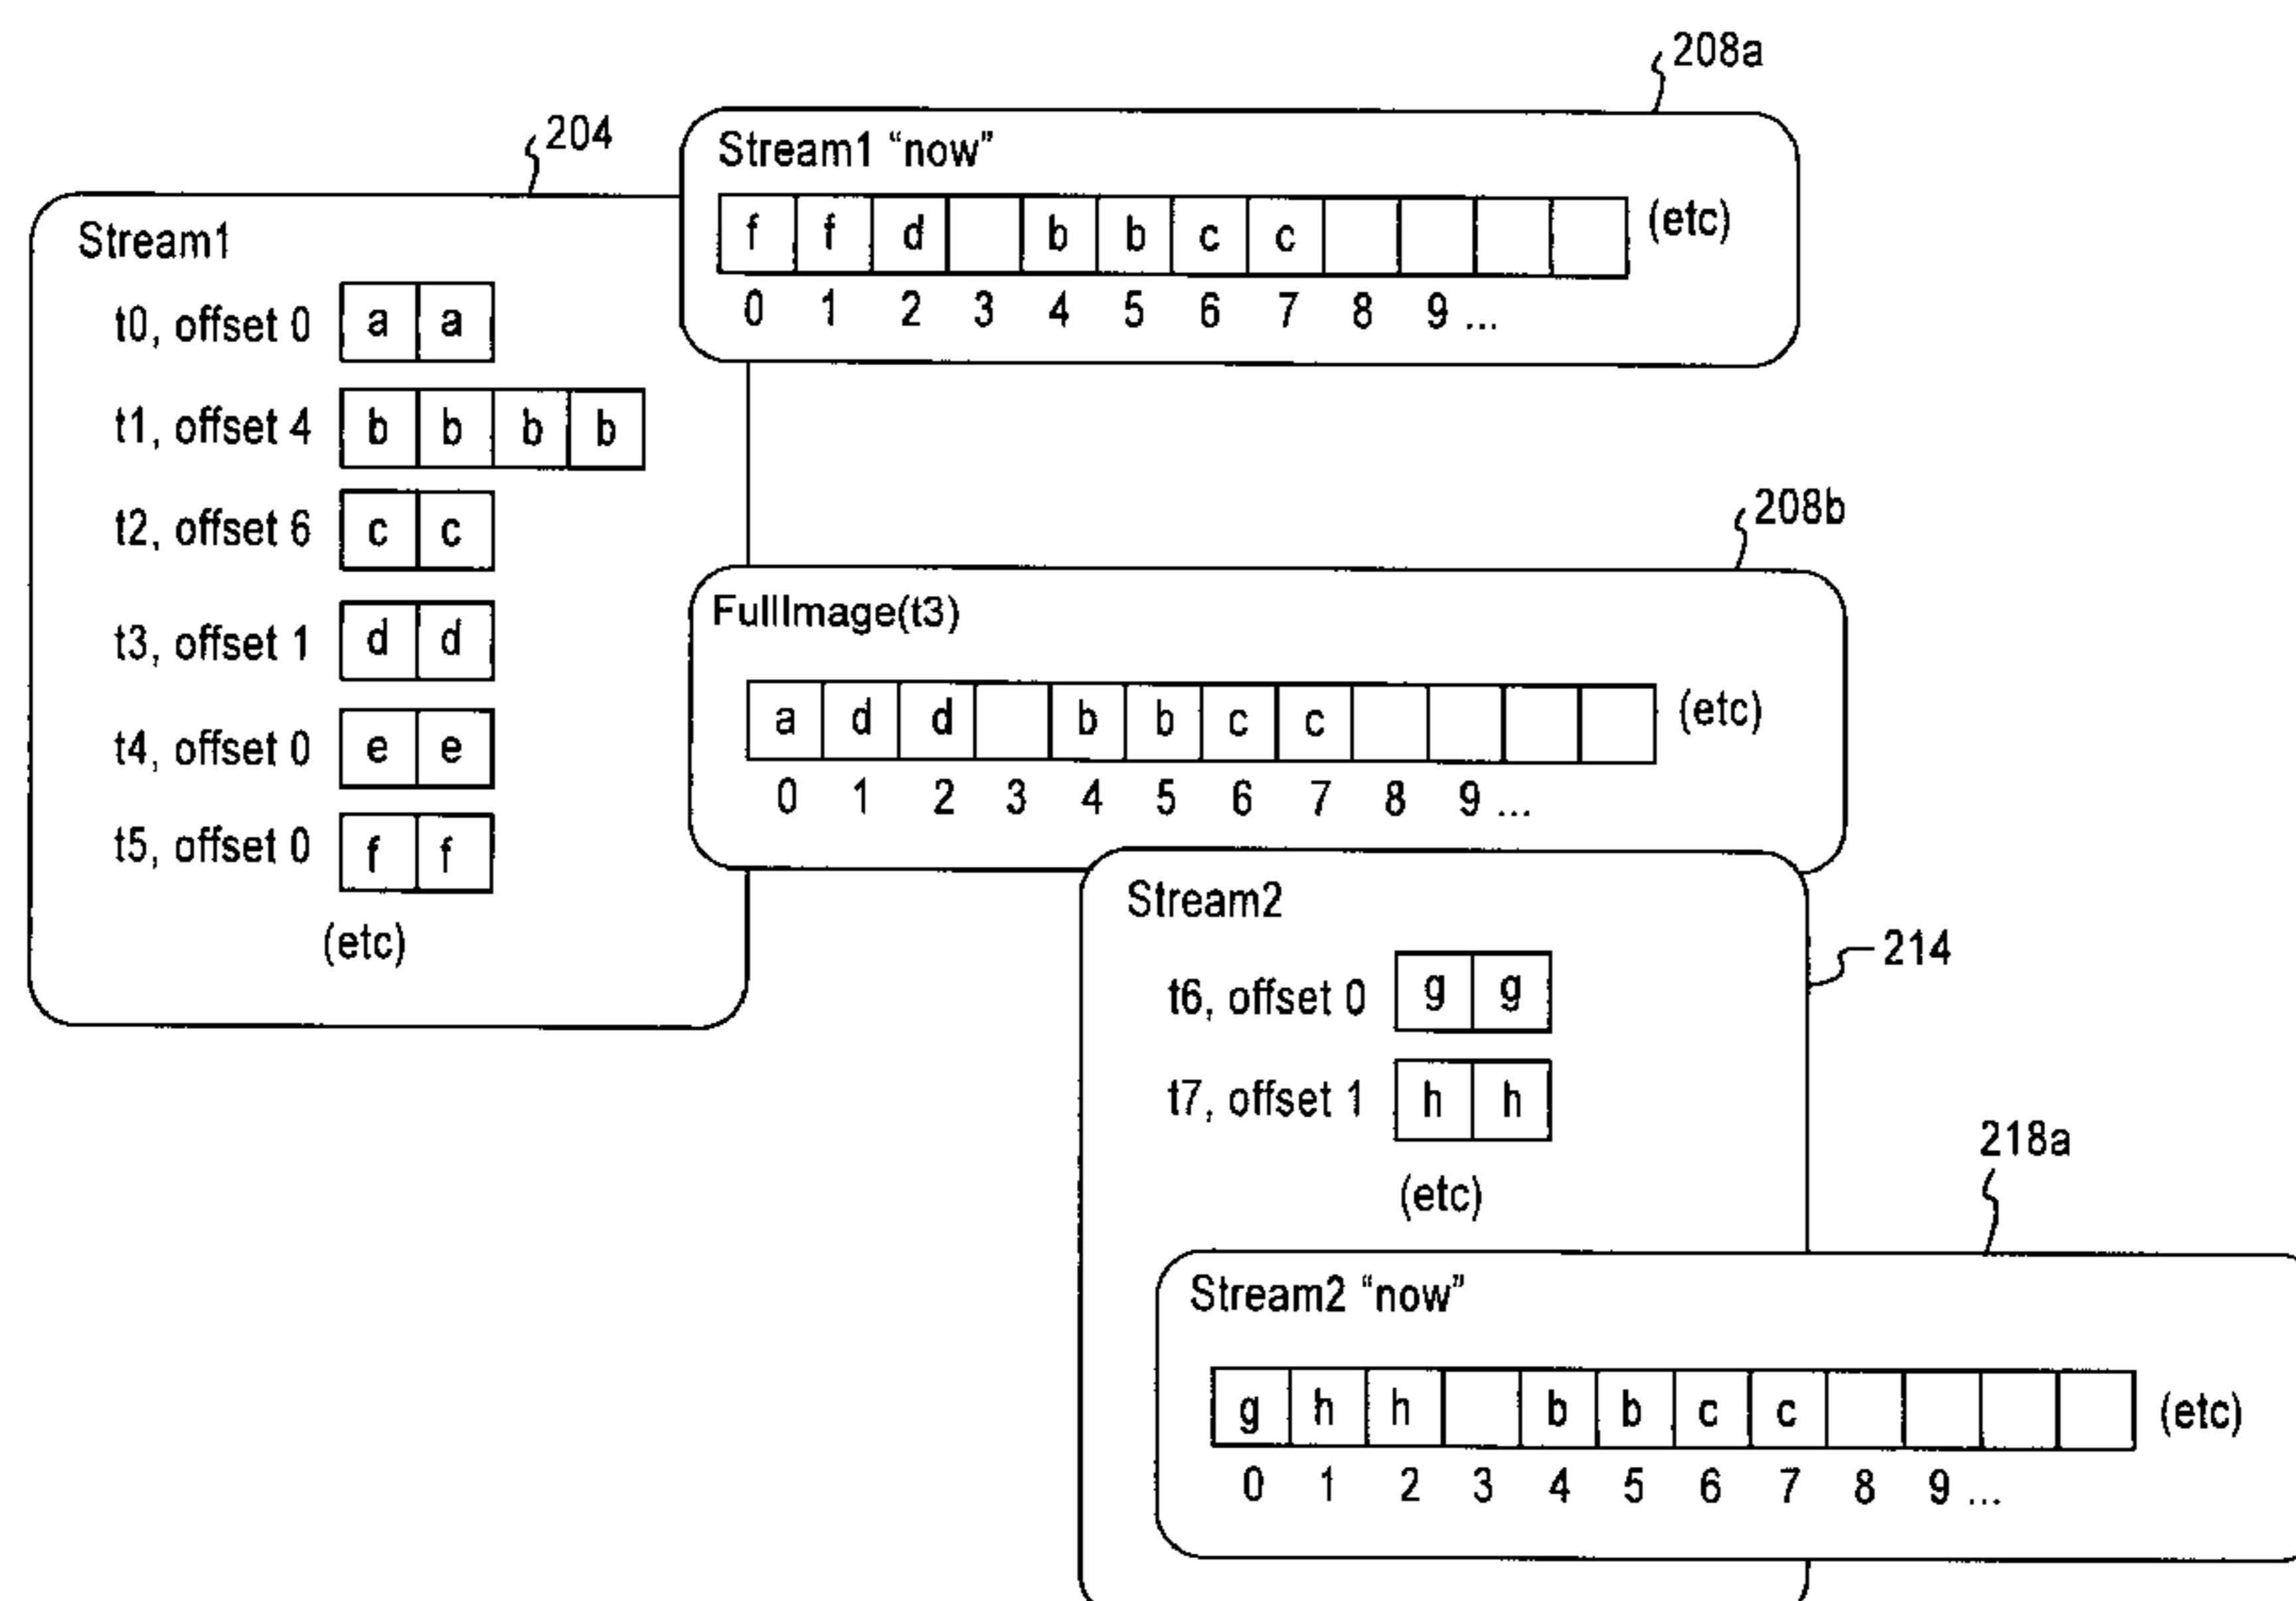 208a
204
Stream1 “now”
f f d b b c c (etc)
0 1 2 3 4 5 6 7 8 9 ...
Stream1
t0, offset 0 a a
t1, offset 4 b b b b
t2, offset 6 c c
t3, offset 1 d d
t4, offset 0 e e
t5, offset 0 f f
(etc)
208b
FullImage(t3)
a d d b b c c (etc)
0 1 2 3 4 5 6 7 8 9 ...
Stream2
214
t6, offset 0 g g
t7, offset 1 h h
(etc)
218a
Stream2 “now”
g h h b b c c (etc)
0 1 2 3 4 5 6 7 8 9 ...